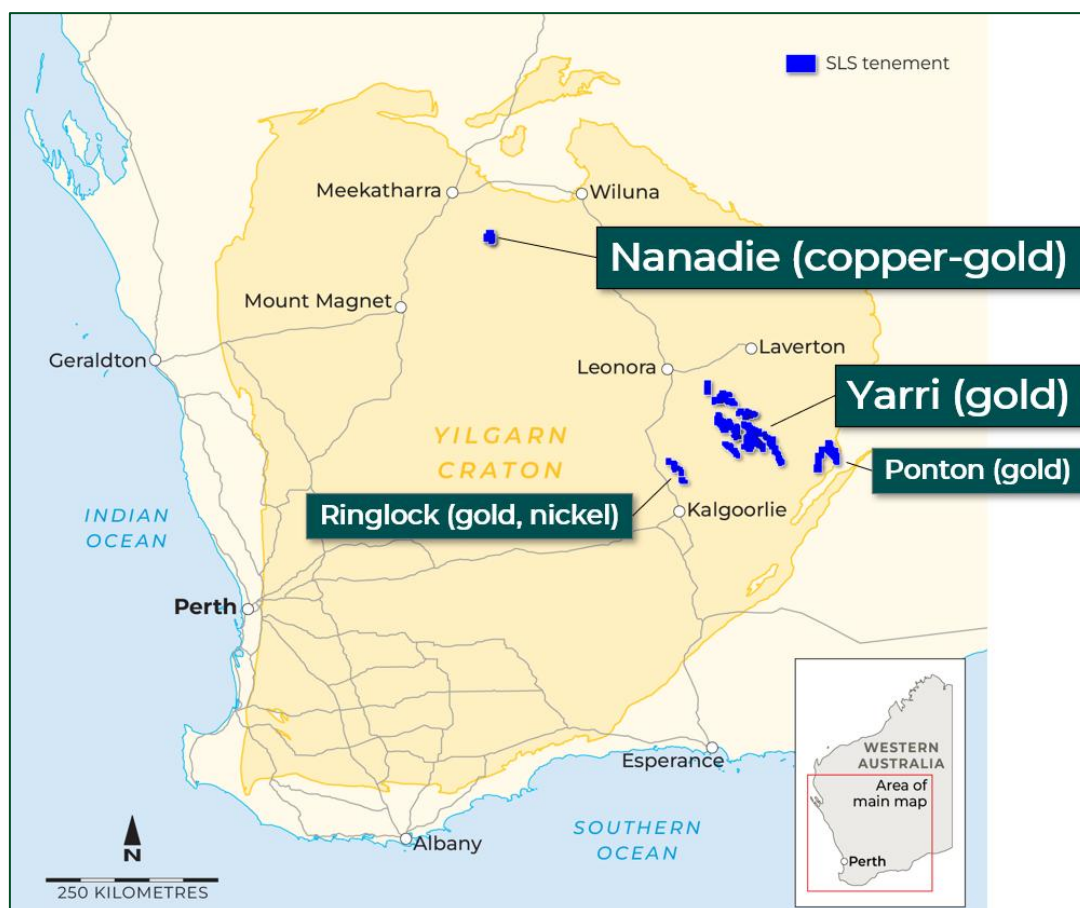 SLS tenement
Meekatharra
Wiluna
Nanadie (copper-gold)
Mount Magnet
Geraldton
Leonora
Laverton
Yarri (gold)
YILGARN
CRATON
Ponton (gold)
Ringlock (gold, nickel)
Kalgoorlie
INDIAN
OCEAN
Perth
Esperance
WESTERN
AUSTRALIA
Area of
main map
Perth
SOUTHERN
OCEAN
Albany
N
250 KILOMETRES